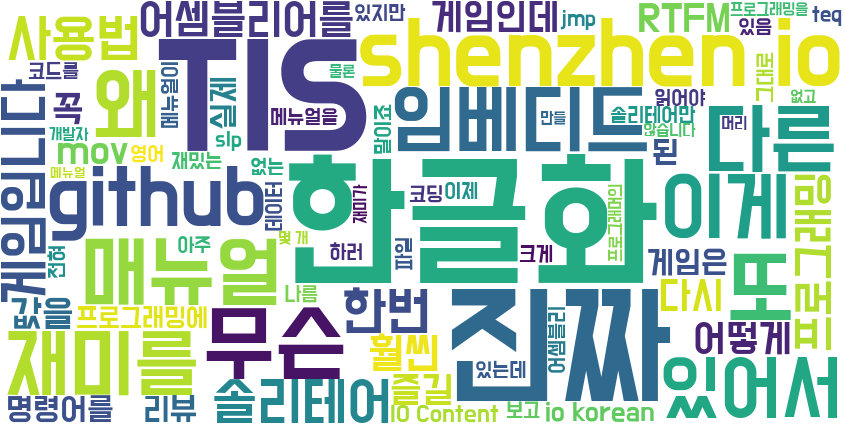 어셈블리어를
있지만
게임인데
jmp
RTFM
프로그래밍을
있음
teq
사용법
코드를
왜
TIS
shenzhen io
물론
꼭
개발자
메뉴얼이
실제
메뉴얼을
임베디드
말이죠
만들
솔리테어만
읽어야
그대로
없고
않습니다
머리
다른
mov
영어
재밌는
slp
없는
된
게임입니다
메뉴얼
github
데이터
한글화
재미가
코딩
이제
프로그래머의
이게
프로그래밍
전혀
매뉴얼
아주
몇 개
하러
파일
크게
게임은
또
값을
프로그래밍에
나름
한번
진짜
다시
어떻게
재미를
무슨
훨씬
있는데
어셈블리
있어서
명령어를
리뷰
솔리테어
즐길
IO Content
보고
io korean